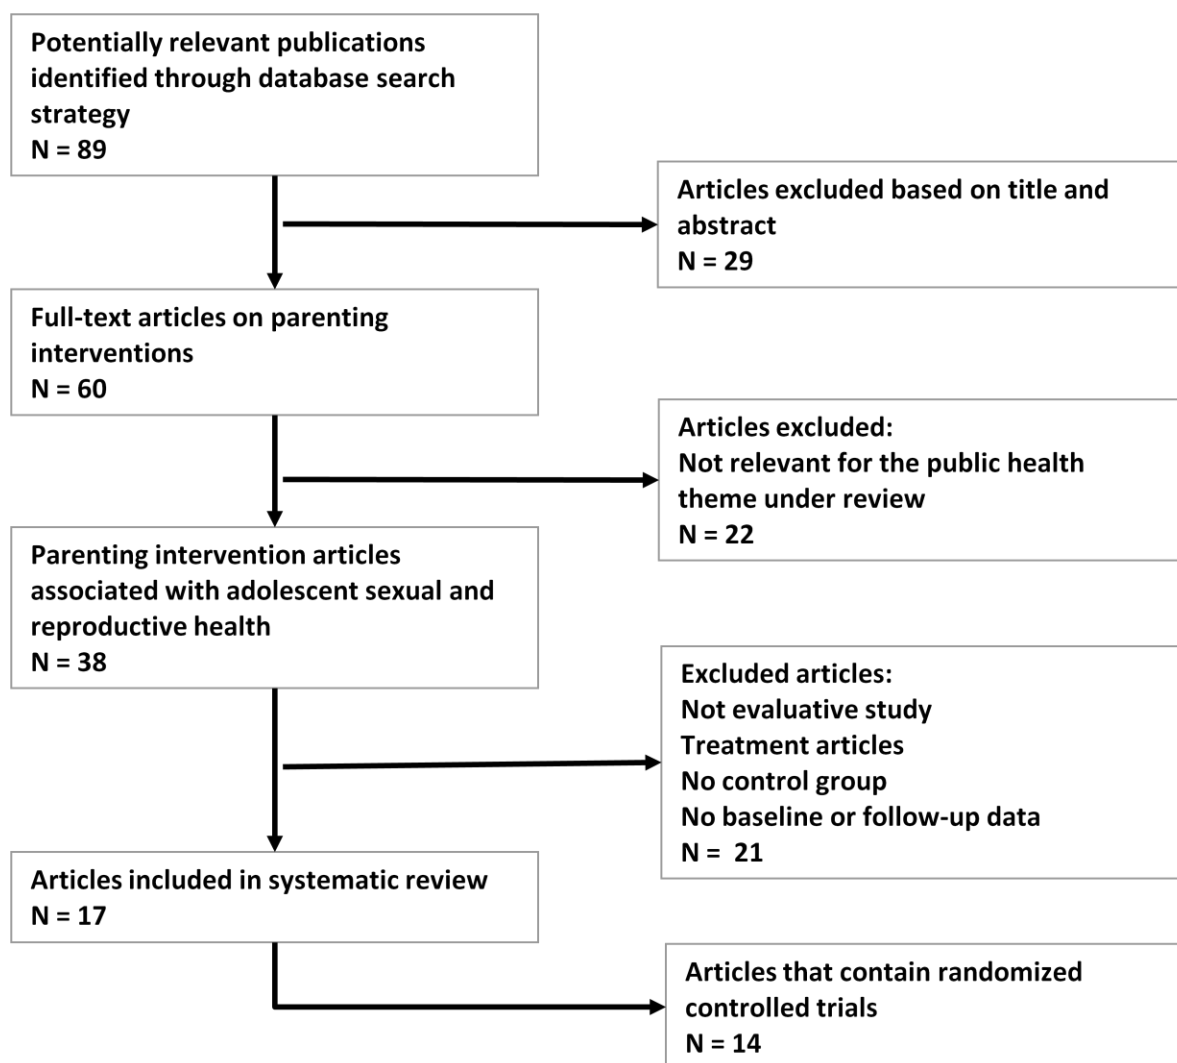 Potentially relevant publications
identified through database search
strategy
N = 89
Articles excluded based on title and
abstract
N = 29
Full-text articles on parenting
interventions
N = 60
Articles excluded:
Not relevant for the public health
theme under review
N = 22
Parenting intervention articles
associated with adolescent sexual and
reproductive health
N = 38
Excluded articles:
Not evaluative study
Treatment articles
No control group
No baseline or follow-up data
N =  21
Articles included in systematic review
N = 17
Articles that contain randomized
controlled trials
N = 14